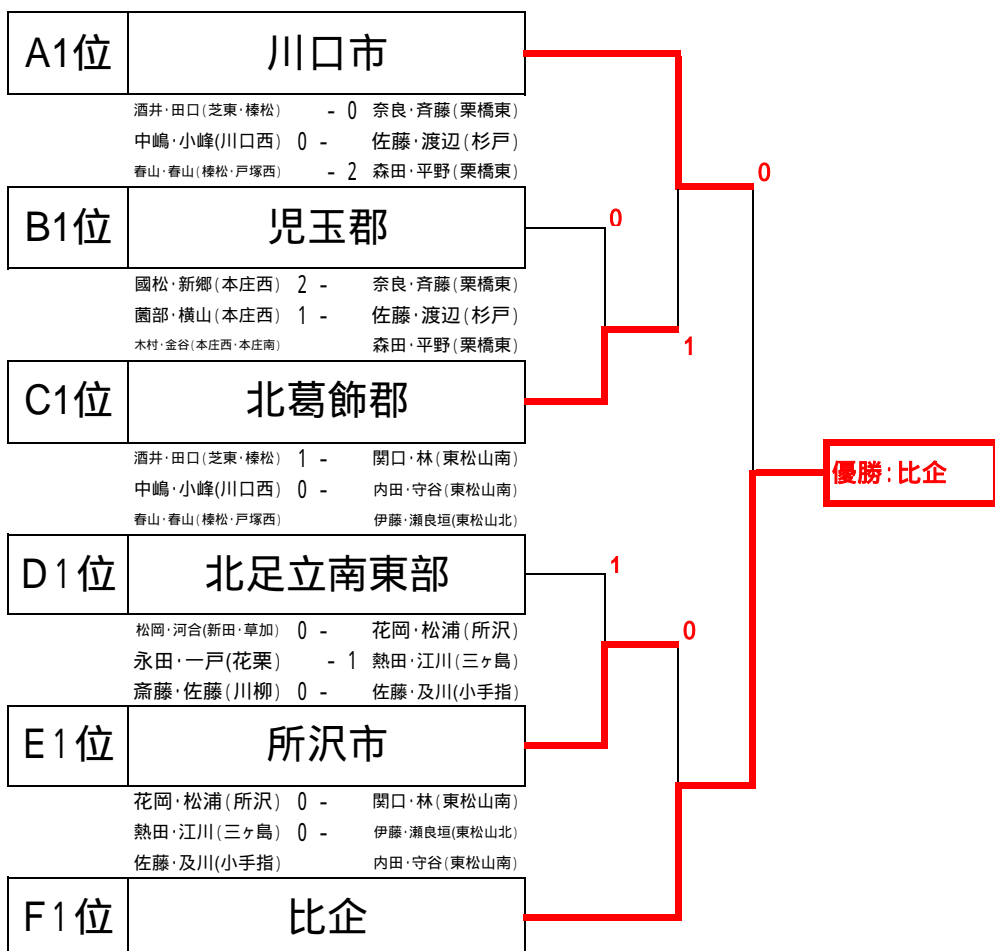 A1位 川口市
酒井·田口(芝東·榛松) - 0 奈良·斉藤(栗橋東)
中嶋·小峰(川口西) 0 - 佐藤·渡辺(杉戸)
春山·春山(榛松·戸塚西) - 2 森田·平野(栗橋東)
0
B1位 児玉郡
0
國松·新郷(本庄西) 2 - 奈良·斉藤(栗橋東)
薗部·横山(本庄西) 1 - 佐藤·渡辺(杉戸)
木村·金谷(本庄西·本庄南) 森田·平野(栗橋東)
1
C1位 北葛飾郡
酒井·田口(芝東·榛松) 1 - 関口·林(東松山南)
中嶋·小峰(川口西) 0 - 内田·守谷(東松山南)
春山·春山(榛松·戸塚西) 伊藤·瀬良垣(東松山北)
優勝:比企
D1位 北足立南東部
1
松岡·河合(新田·草加) 0 - 花岡·松浦(所沢)
0
永田·一戸(花栗) - 1 熱田·江川(三ヶ島)
斎藤·佐藤(川柳) 0 - 佐藤·及川(小手指)
E1位 所沢市
花岡·松浦(所沢) 0 - 関口·林(東松山南)
熱田·江川(三ヶ島) 0 - 伊藤·瀬良垣(東松山北)
佐藤·及川(小手指) 内田·守谷(東松山南)
F1位 比企